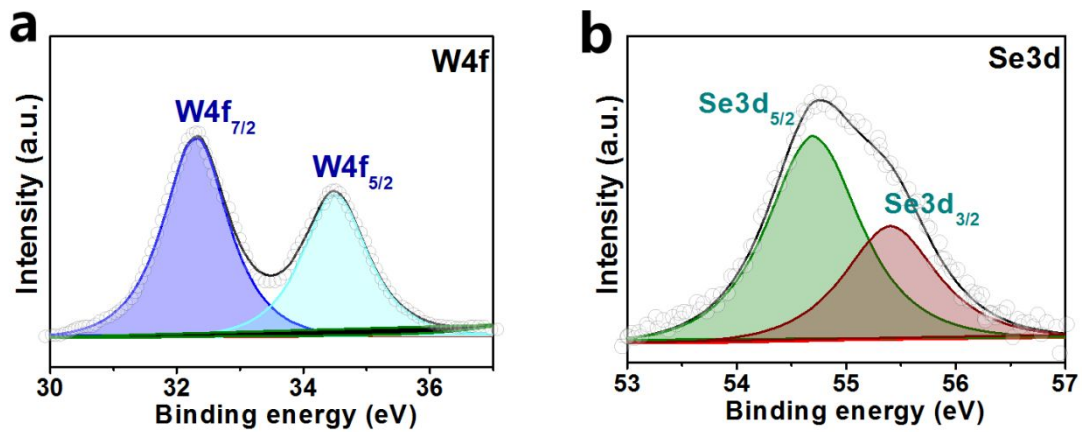 a
W4f
W4f7/2
W4f5/2
Intensity (a.u.)
30 32 34 36
Binding energy (eV)
b
Se3d
Se3d5/2
Se3d3/2
Intensity (a.u.)
53 54 55 56 57
Binding energy (eV)